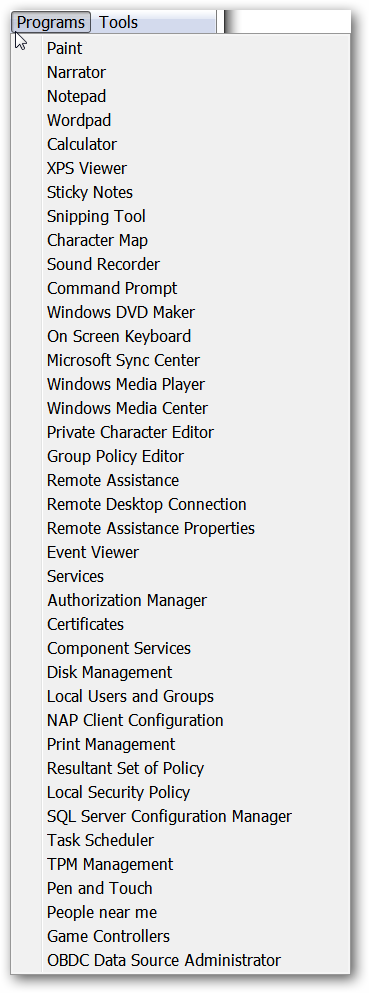 Programs Tools
Paint
Narrator
Notepad
Wordpad
Calculator
XPS Viewer
Sticky Notes
Snipping Tool
Character Map
Sound Recorder
Command Prompt
Windows DVD Maker
On Screen Keyboard
Microsoft Sync Center
Windows Media Player
Windows Media Center
Private Character Editor
Group Policy Editor
Remote Assistance
Remote Desktop Connection
Remote Assistance Properties
Event Viewer
Services
Authorization Manager
Certificates
Component Services
Disk Management
Local Users and Groups
NAP Client Configuration
Print Management
Resultant Set of Policy
Local Security Policy
SQL Server Configuration Manager
Task Scheduler
TPM Management
Pen and Touch
People near me
Game Controllers
OBDC Data Source Administrator